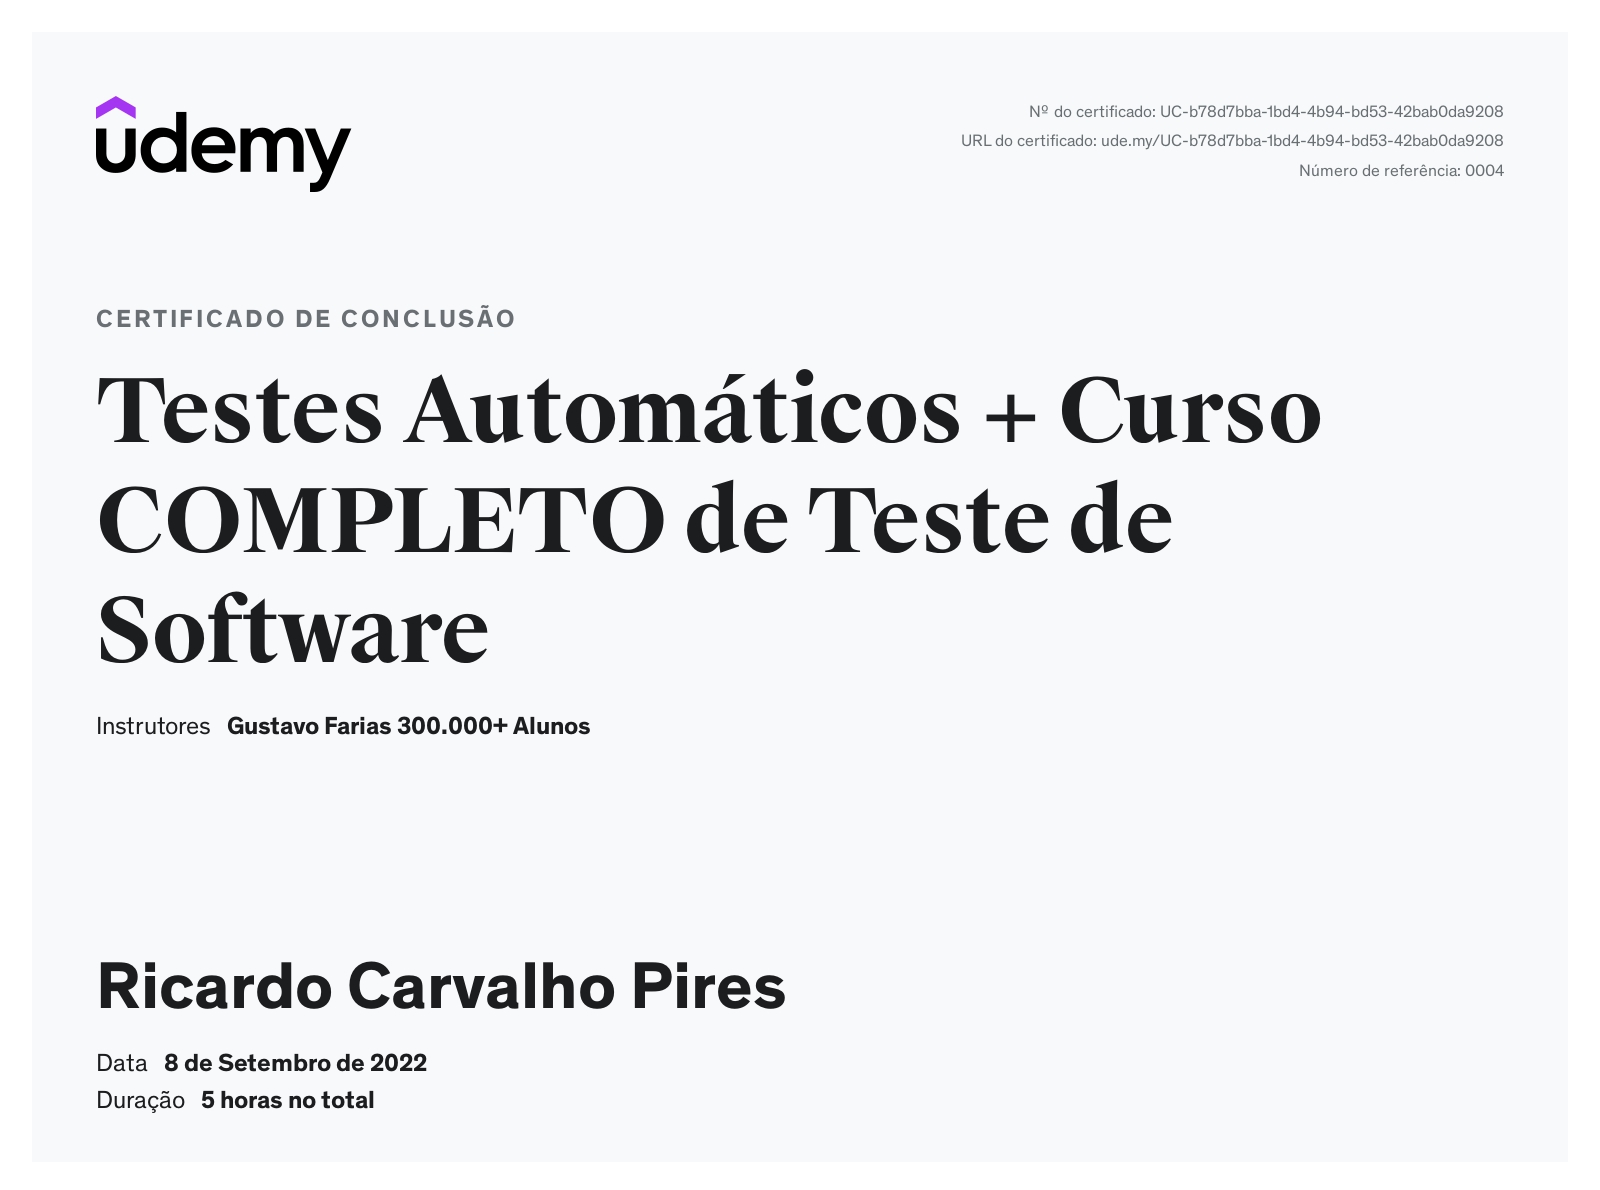 udemy
Nº do certificado: UC-b78d7bba-1bd4-4b94-bd53-42bab0da9208
URL do certificado: ude.my/UC-b78d7bba-1bd4-4b94-bd53-42bab0da9208
Número de referência: 0004
CERTIFICADO DE CONCLUSÃO
Testes Automáticos + Curso
COMPLETO de Teste de
Software
Instrutores Gustavo Farias 300.000+ Alunos
Ricardo Carvalho Pires
Data 8 de Setembro de 2022
Duração 5 horas no total